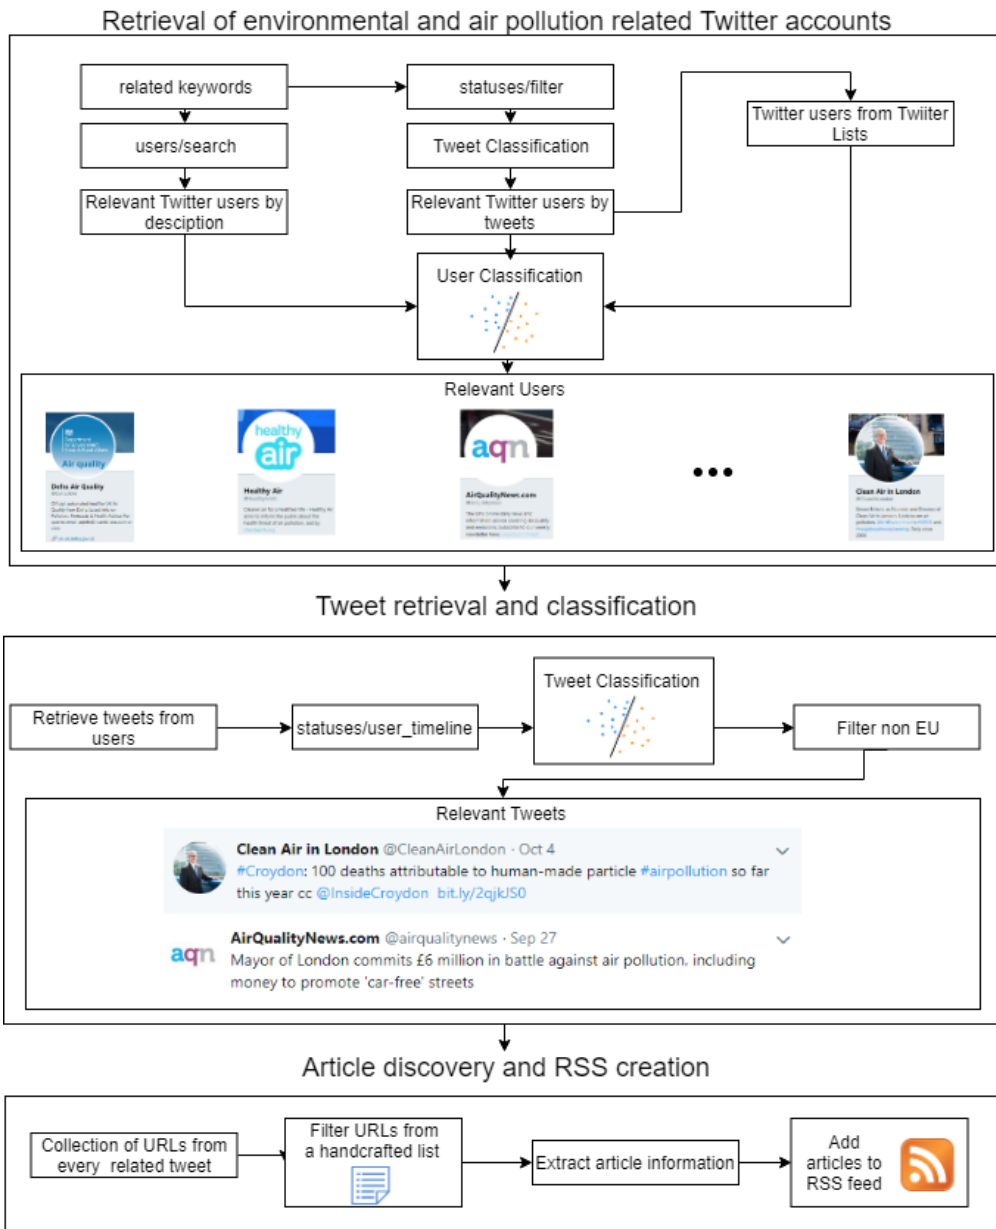 Retrieval of environmental and air pollution related Twitter accounts
related keywords
statuses/filter
Twitter users from Twiiter
Lists
users/search
Tweet Classification
Relevant Twitter users by
desciption
Relevant Twitter users by
tweets
User Classification
Relevant Users
Air quality
Defra Air Quality
healthy
air
Healthy Air
aqn
AirQualityNews.com
Clean Air in London
Tweet retrieval and classification
Retrieve tweets from
users
statuses/user_timeline
Tweet Classification
Filter non EU
Relevant Tweets
Clean Air in London @CleanAirLondon · Oct 4
#Croydon: 100 deaths attributable to human-made particle #airpollution so far
this year cc @InsideCroydon bit.ly/2qjkJS0
aqn
AirQualityNews.com @airqualitynews · Sep 27
Mayor of London commits £6 million in battle against air pollution, including
money to promote 'car-free' streets
Article discovery and RSS creation
Collection of URLs from
every related tweet
Filter URLs from
a handcrafted list
Extract article information
Add
articles to
RSS feed